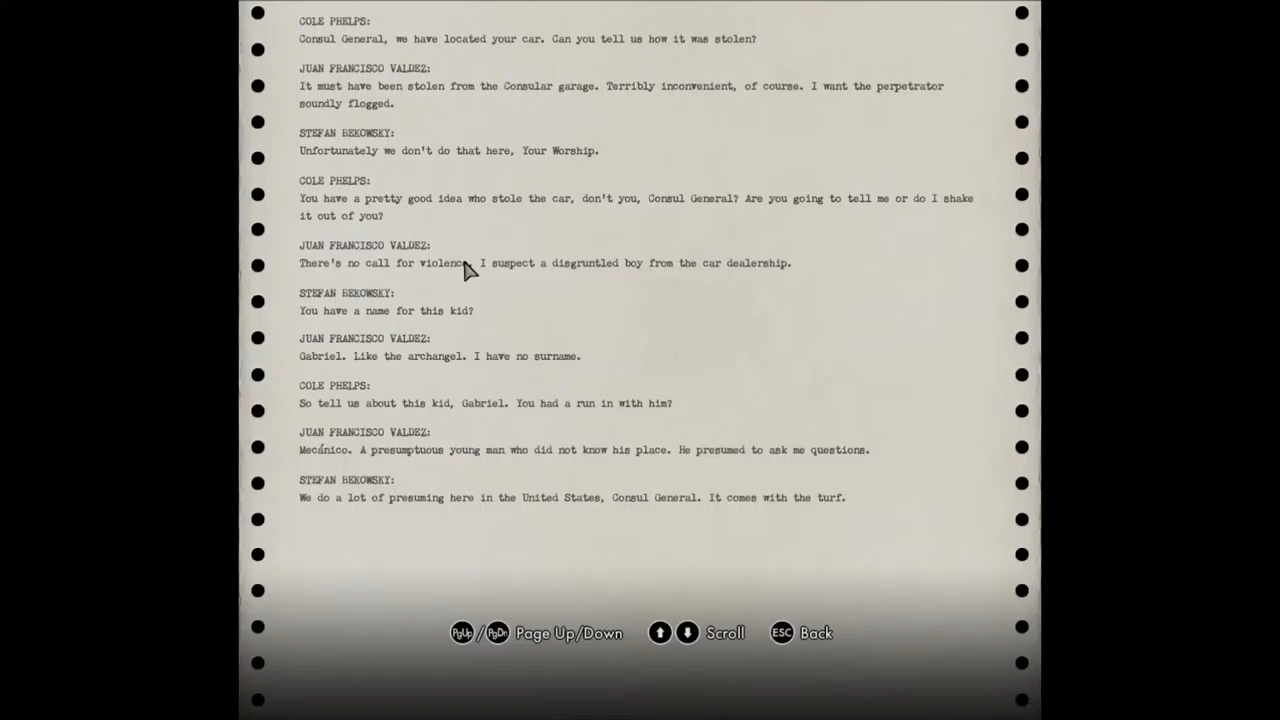 COLE PHELPS:
Consul General, we have located your car. Can you tell us how it was stolen?
JUAN FRANCISCO VALDEZ:
It must have been stolen from the Consular garage. Terribly inconvenient, of course. I want the perpetrator
soundly flogged.
STEFAN BEKOWSKY:
Unfortunately we don't do that here, Your Worship.
COLE PHELPS:
You have a pretty good idea who stole the car, don't you, Consul General? Are you going to tell me or do I shake
it out of you?
JUAN FRANCISCO VALDEZ:
There's no call for violence. I suspect a disgruntled boy from the car dealership.
STEFAN BEKOWSKY:
You have a name for this kid?
JUAN FRANCISCO VALDEZ:
Gabriel. Like the archangel. I have no surname.
COLE PHELPS:
So tell us about this kid, Gabriel. You had a run in with him?
JUAN FRANCISCO VALDEZ:
Mecánico. A presumptuous young man who did not know his place. He presumed to ask me questions.
STEFAN BEKOWSKY:
We do a lot of presuming here in the United States, Consul General. It comes with the turf.
PgUp/PgDn Page Up/Down Scroll ESC Back